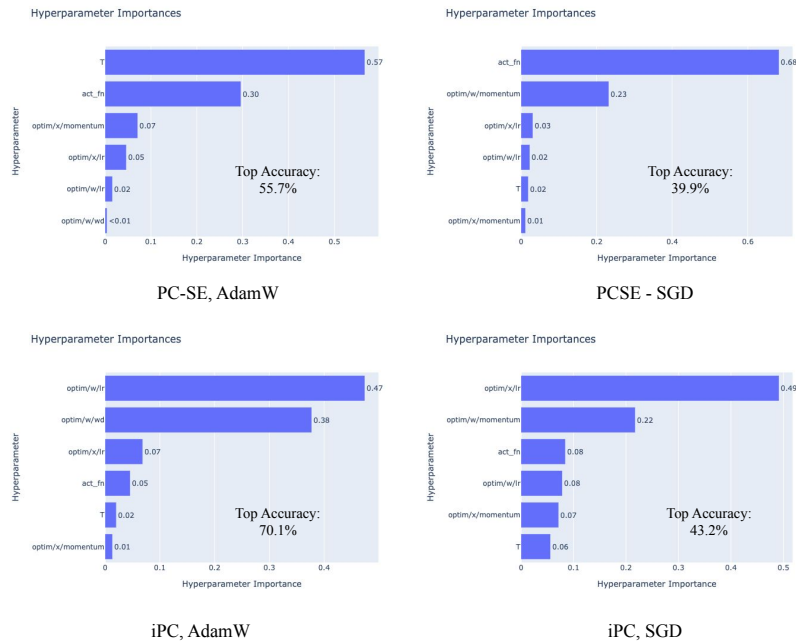 Hyperparameter Importances
Hyperparameter
T
0.57
act_fn
0.30
optim/x/momentum
0.07
optim/x/lr
0.05
optim/w/lr
0.02
optim/w/wd
<0.01
Top Accuracy:
55.7%
0 0.1 0.2 0.3 0.4 0.5
Hyperparameter Importance
PC-SE, AdamW
Hyperparameter Importances
Hyperparameter
act_fn
0.68
optim/w/momentum
0.23
optim/x/lr
0.03
optim/w/lr
0.02
T
0.02
optim/x/momentum
0.01
Top Accuracy:
39.9%
0 0.2 0.4 0.6
Hyperparameter Importance
PCSE - SGD
Hyperparameter Importances
Hyperparameter
optim/w/lr
0.47
optim/w/wd
0.38
optim/x/lr
0.07
act_fn
0.05
T
0.02
optim/x/momentum
0.01
Top Accuracy:
70.1%
0 0.1 0.2 0.3 0.4
Hyperparameter Importance
iPC, AdamW
Hyperparameter Importances
Hyperparameter
optim/x/lr
0.49
optim/w/momentum
0.22
act_fn
0.08
optim/w/lr
0.08
optim/x/momentum
0.07
T
0.06
Top Accuracy:
43.2%
0 0.1 0.2 0.3 0.4 0.5
Hyperparameter Importance
iPC, SGD